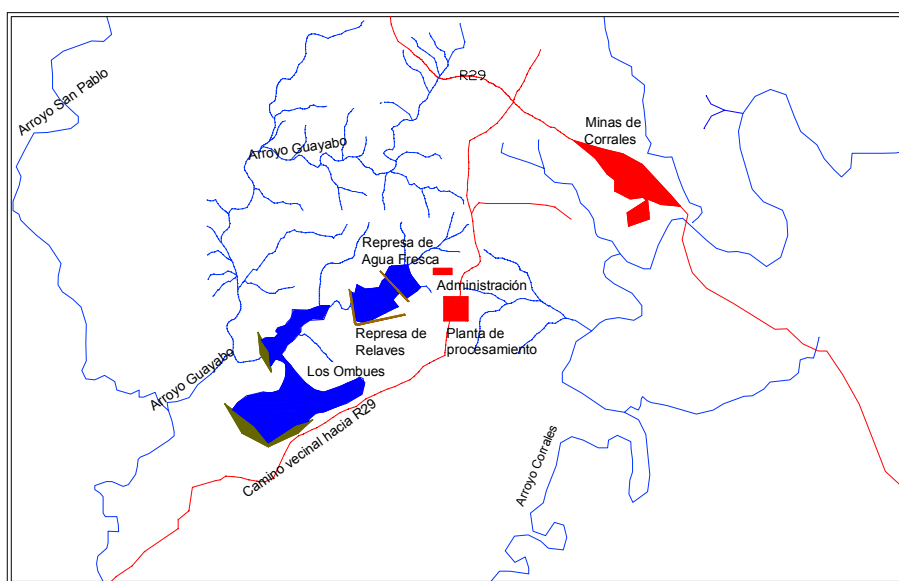 R29
Arroyo San Pablo
Minas de
Corrales
Arroyo Guayabo
Represa de
Agua Fresca
Administración
Represa de
Relaves
Planta de
procesamiento
Arroyo Guayabo
Los Ombues
Camino vecinal hacia R29
Arroyo Corrales